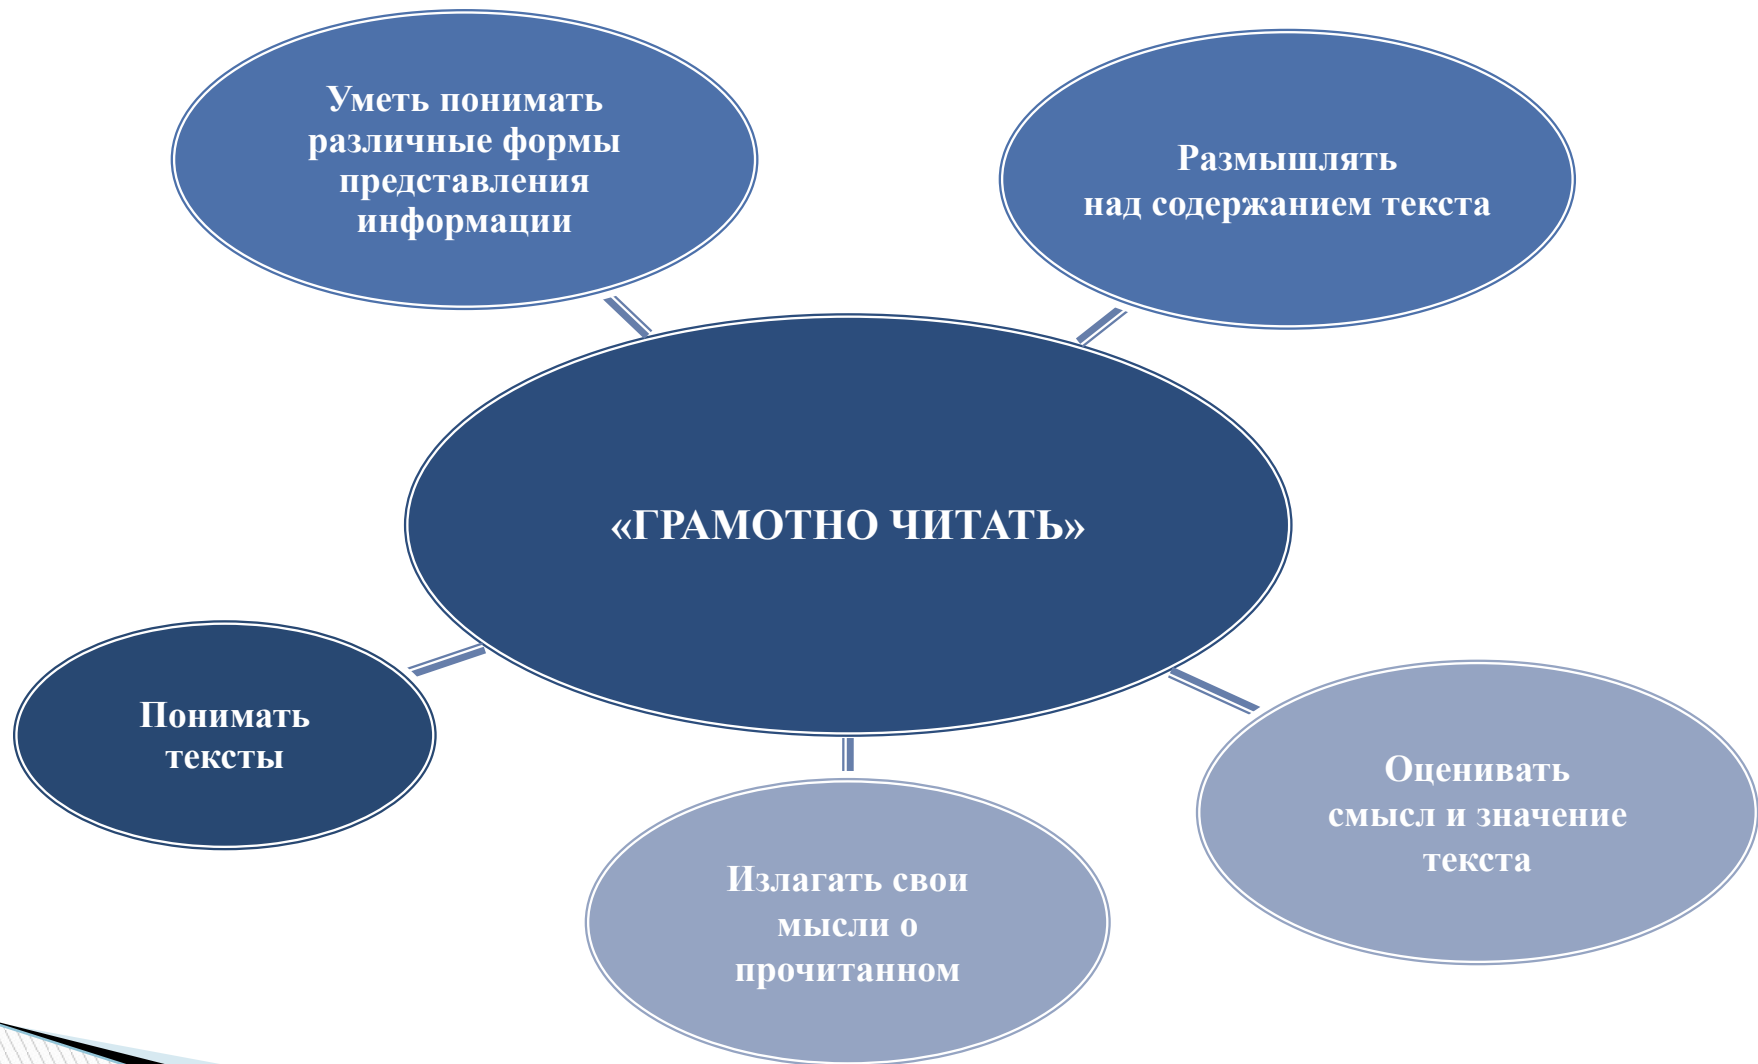 Уметь понимать
различные формы
представления
информации
Размышлять
над содержанием текста
«ГРАМОТНО ЧИТАТЬ»
Понимать
тексты
Излагать свои
мысли о
прочитанном
Оценивать
смысл и значение
текста